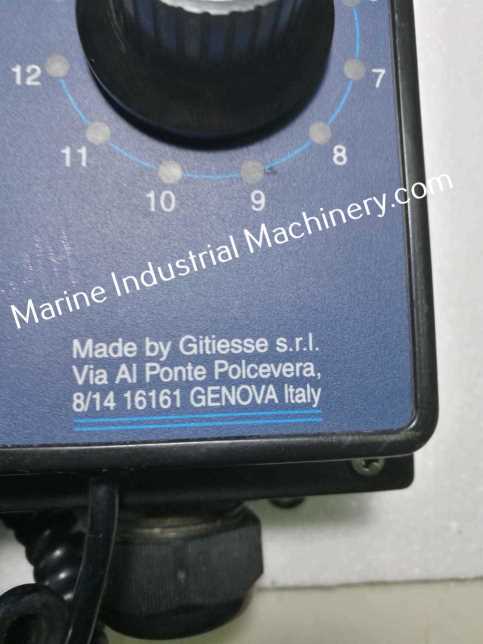 12
7
11
8
10
9
Marine Industrial Machinery.com
Made by Gitiesse s.r.l.
Via Al Ponte Polcevera,
8/14 16161 GENOVA Italy